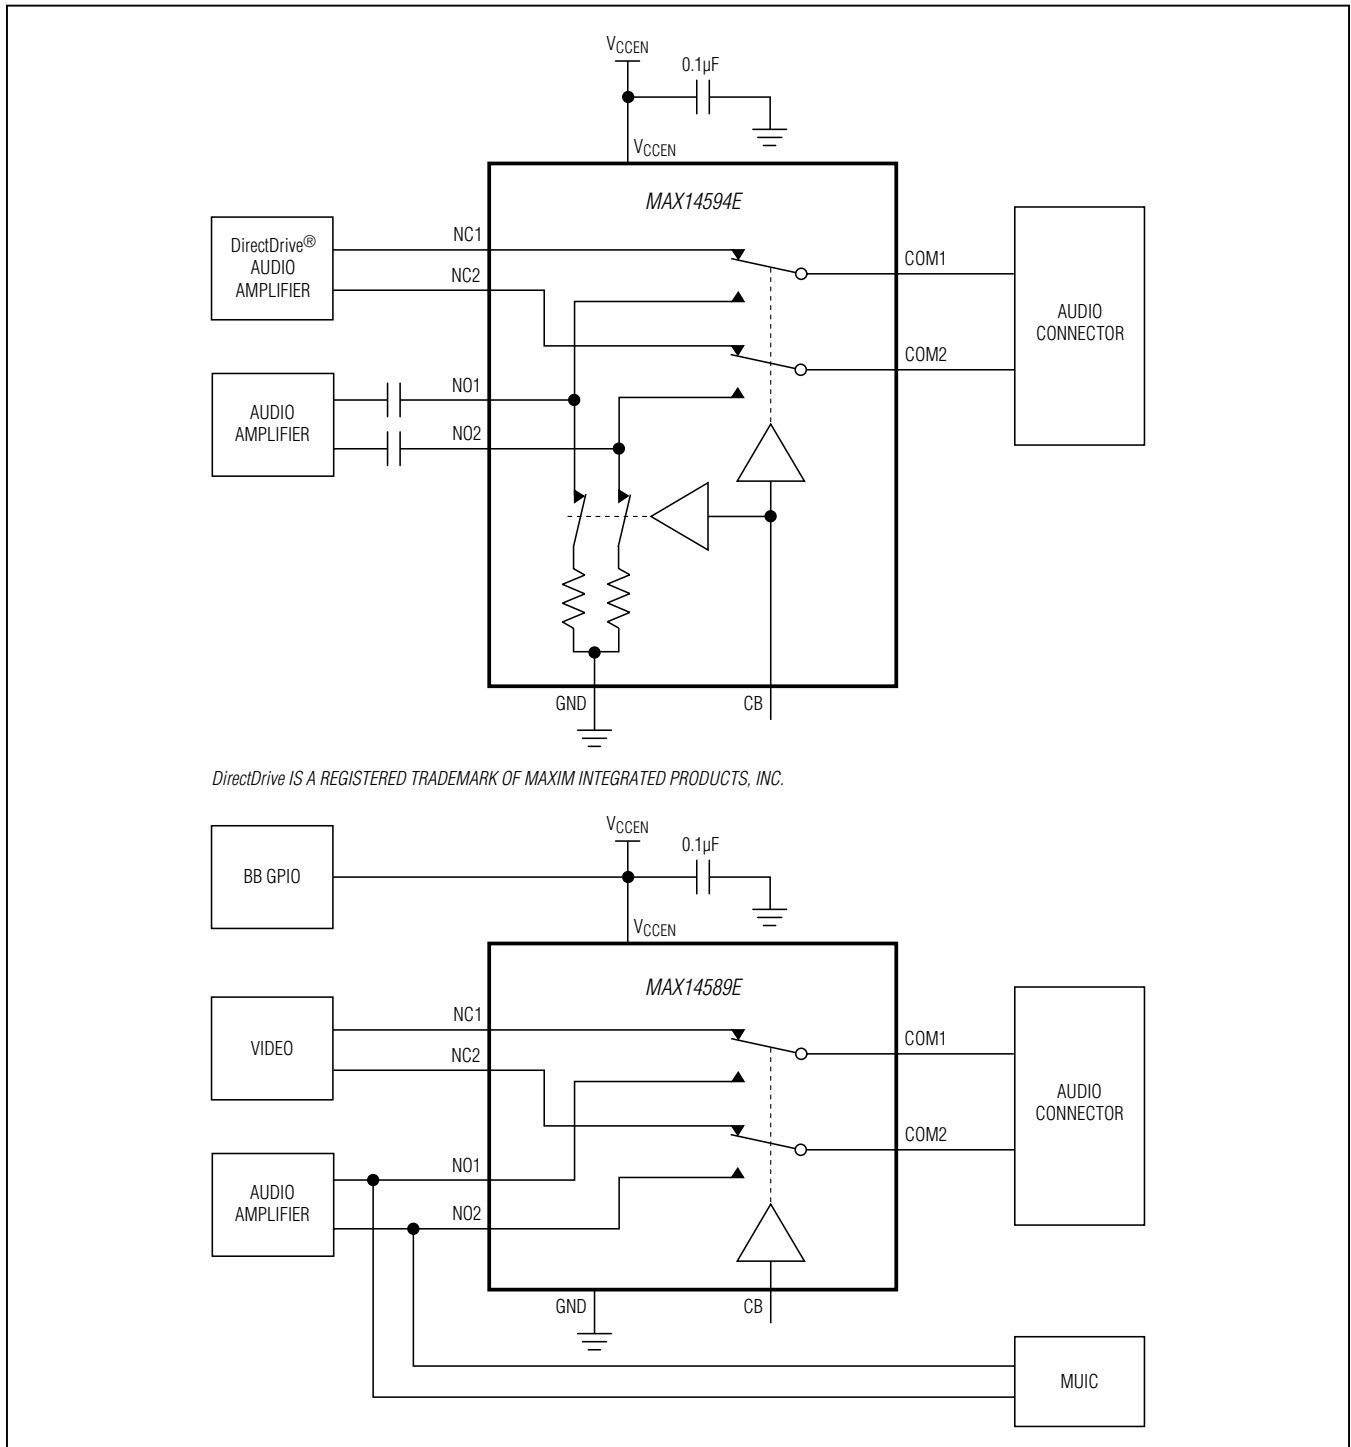 VCCEN
0.1µF
VCCEN
MAX14594E
DirectDrive®
AUDIO
AMPLIFIER
NC1
NC2
COM1
COM2
AUDIO
CONNECTOR
AUDIO
AMPLIFIER
NO1
NO2
GND
CB
DirectDrive IS A REGISTERED TRADEMARK OF MAXIM INTEGRATED PRODUCTS, INC.
BB GPIO
VCCEN
0.1µF
VCCEN
MAX14589E
VIDEO
NC1
NC2
COM1
COM2
AUDIO
CONNECTOR
AUDIO
AMPLIFIER
NO1
NO2
GND
CB
MUIC